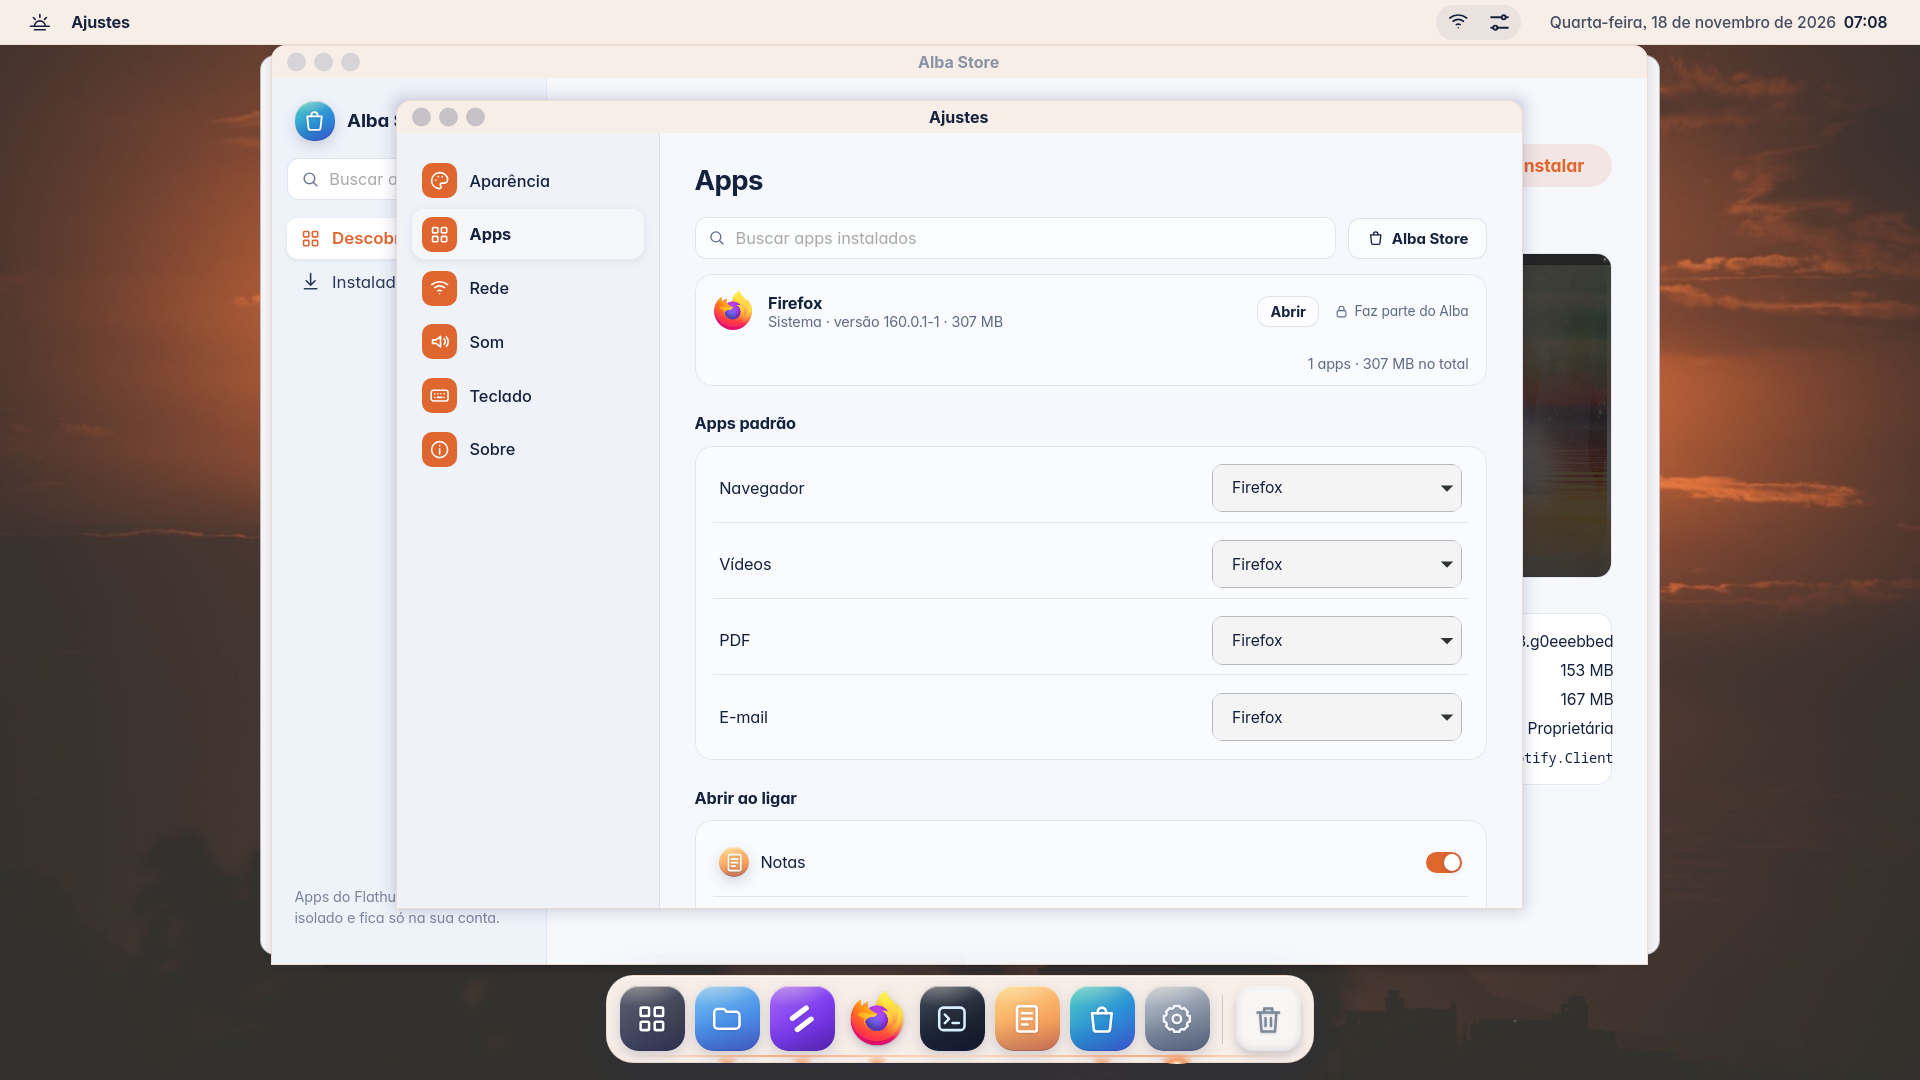 Ajustes
Quarta-feira, 18 de novembro de 2026 07:08
Alba Store
Alba
Buscar a
Descobr
Instalad
Apps do Flathu
isolado e fica só na sua conta.
Ajustes
Aparência
Apps
Rede
Som
Teclado
Sobre
Apps
Buscar apps instalados
Alba Store
Firefox
Sistema · versão 160.0.1-1 · 307 MB
Abrir
Faz parte do Alba
1 apps · 307 MB no total
Apps padrão
Navegador
Firefox
Vídeos
Firefox
PDF
Firefox
E-mail
Firefox
Abrir ao ligar
Notas
nstalar
.g0eeebbed
153 MB
167 MB
Proprietária
tify.Client